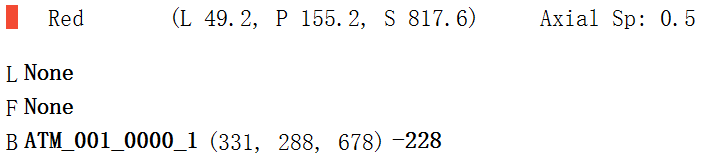 Red (L 49.2, P 155.2, S 817.6) Axial Sp: 0.5
L None
F None
B ATM_001_0000_1 (331, 288, 678) -228